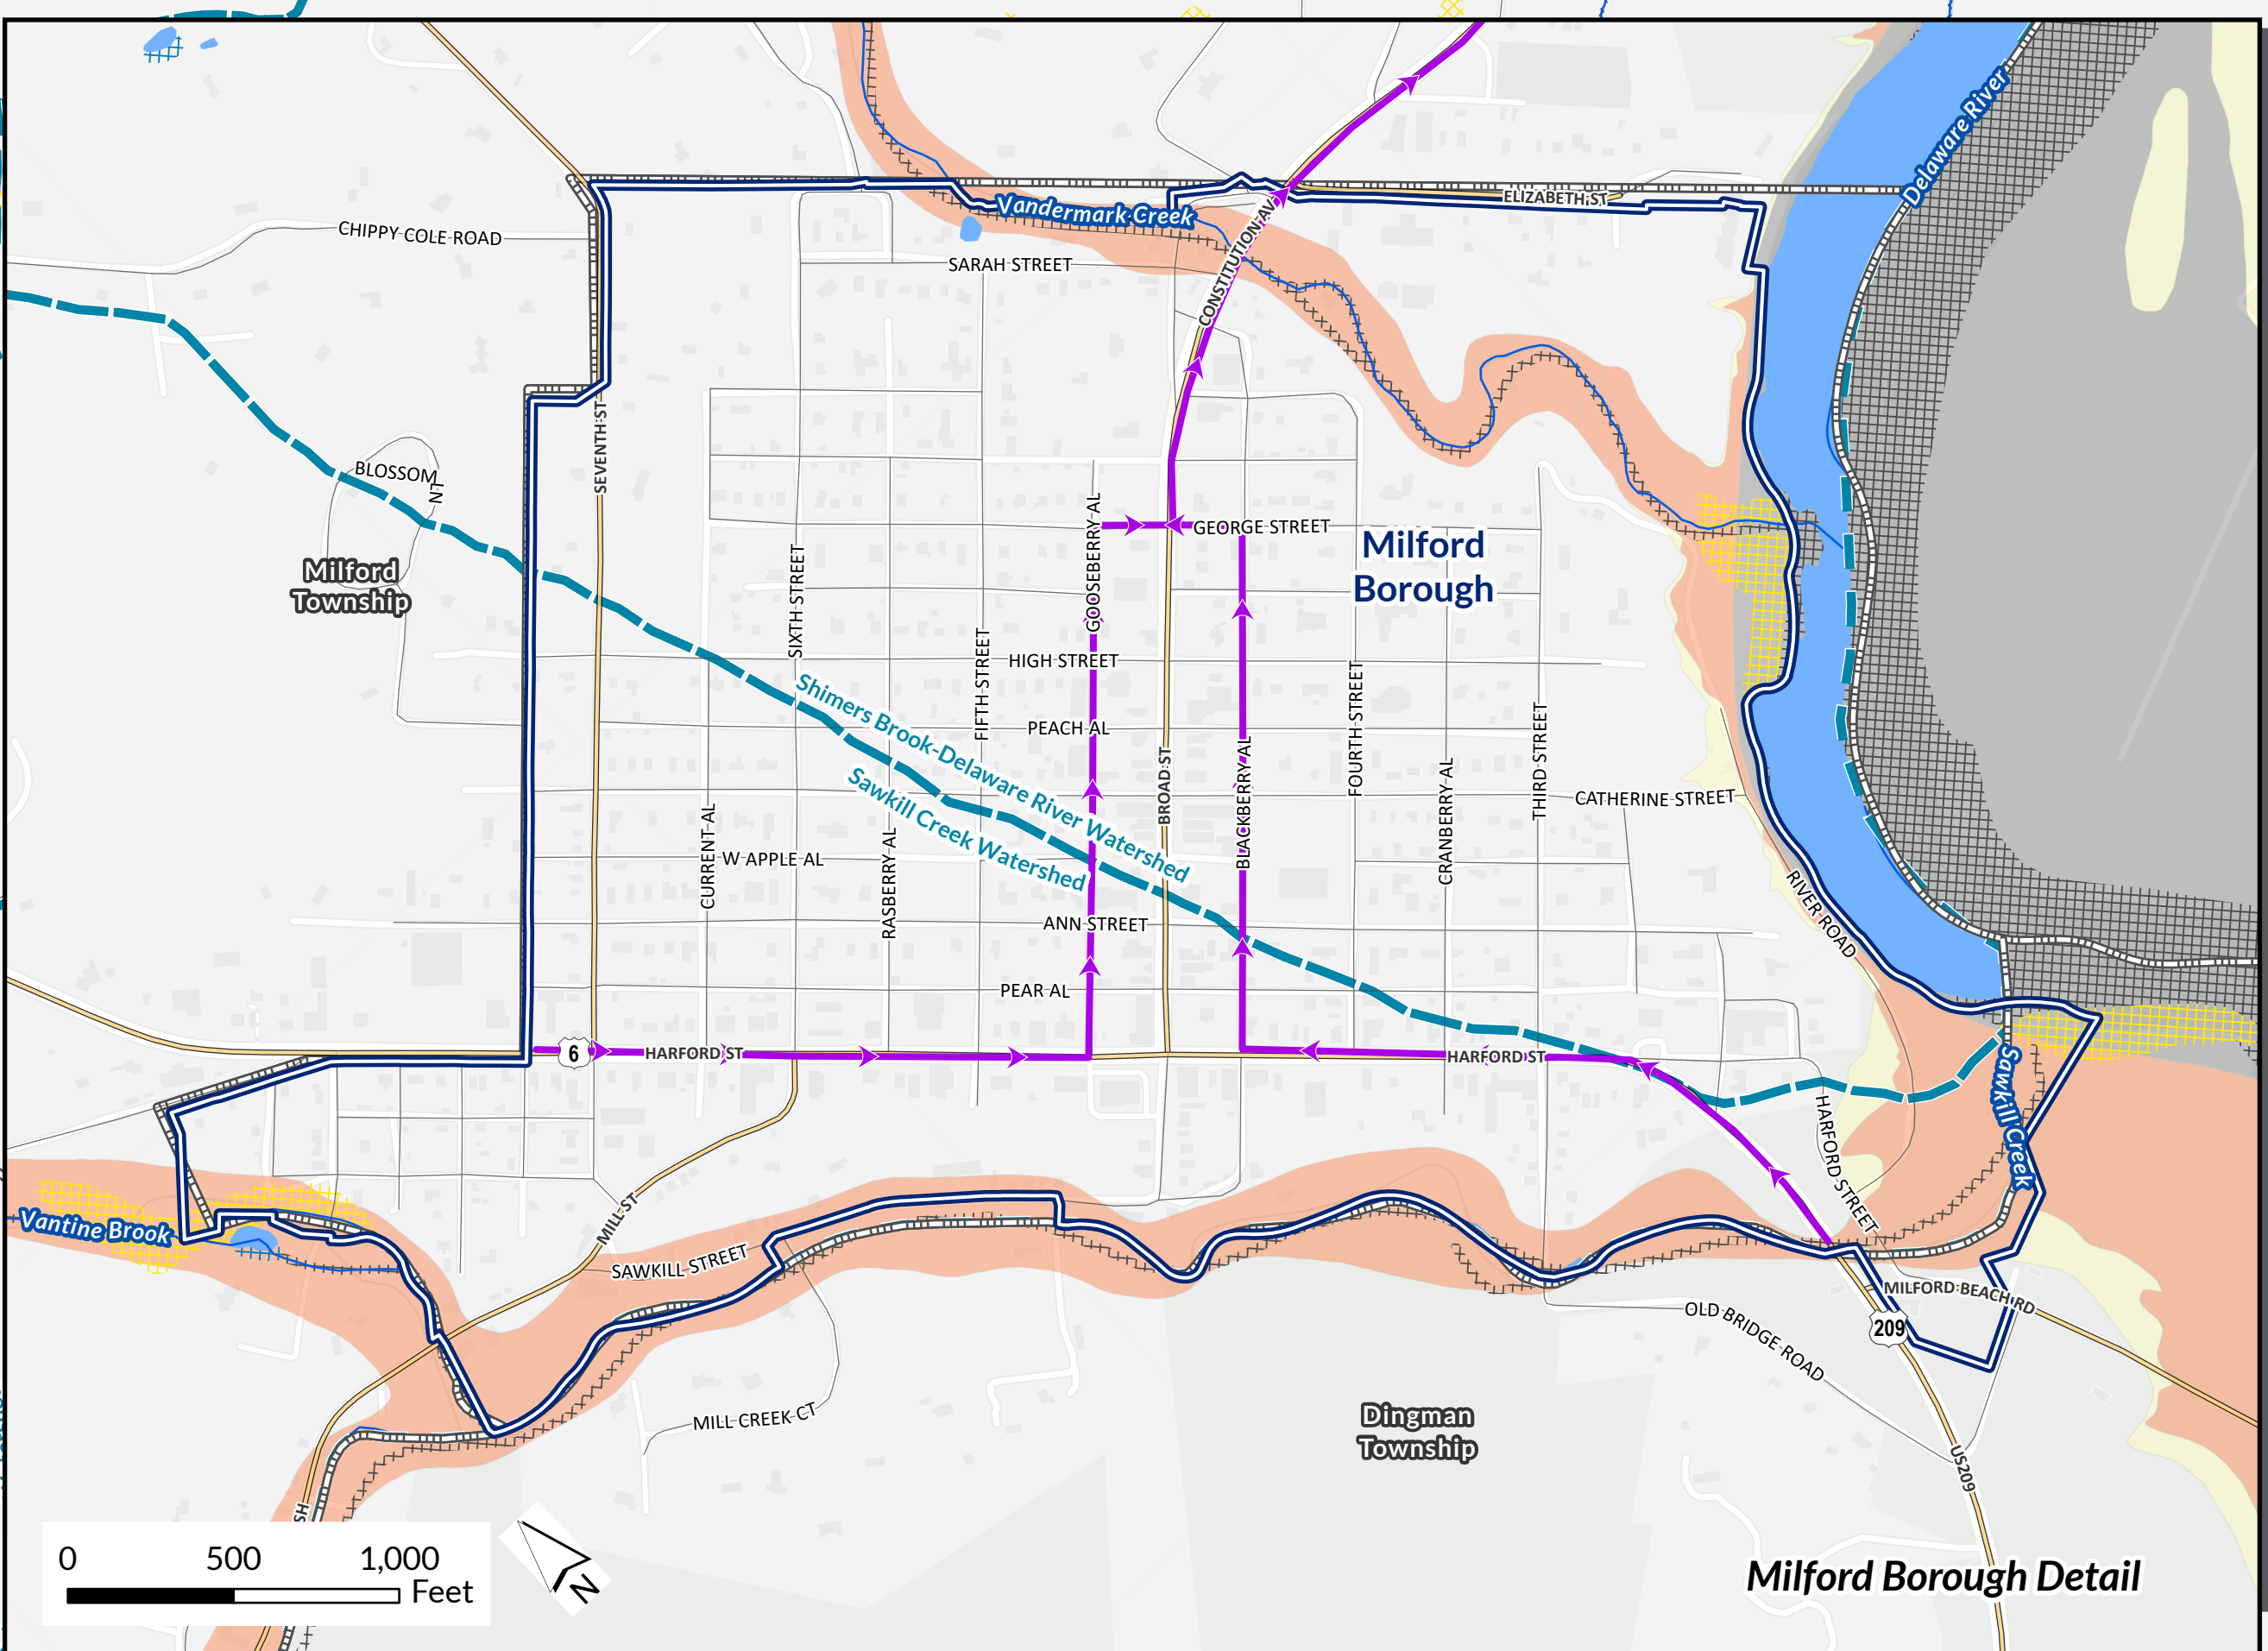 Delaware River
ELIZABETH ST
Vandermark Creek
CHIPPY COLE ROAD
SARAH STREET
CONSTITUTION AV
SEVENTH ST
BLOSSOM
LN
GOOSEBERRY AL
GEORGE STREET
Milford
Borough
Milford
Township
SIXTH STREET
FIFTH STREET
HIGH STREET
FOURTH STREET
Shimers Brook-Delaware River Watershed
Sawkill Creek Watershed
PEACH AL
BROAD ST
BLACKBERRY AL
CRANBERRY AL
THIRD STREET
CATHERINE STREET
CURRENT AL
W APPLE AL
RASBERRY AL
ANN STREET
RIVER ROAD
PEAR AL
6
HARFORD ST
HARFORD ST
Sawkill Creek
HARFORD STREET
Vantine Brook
MILL ST
SAWKILL STREET
MILFORD BEACH RD
OLD BRIDGE ROAD
209
MILL CREEK CT
Dingman
Township
US209
SH
0 500 1,000
Feet
N
Milford Borough Detail